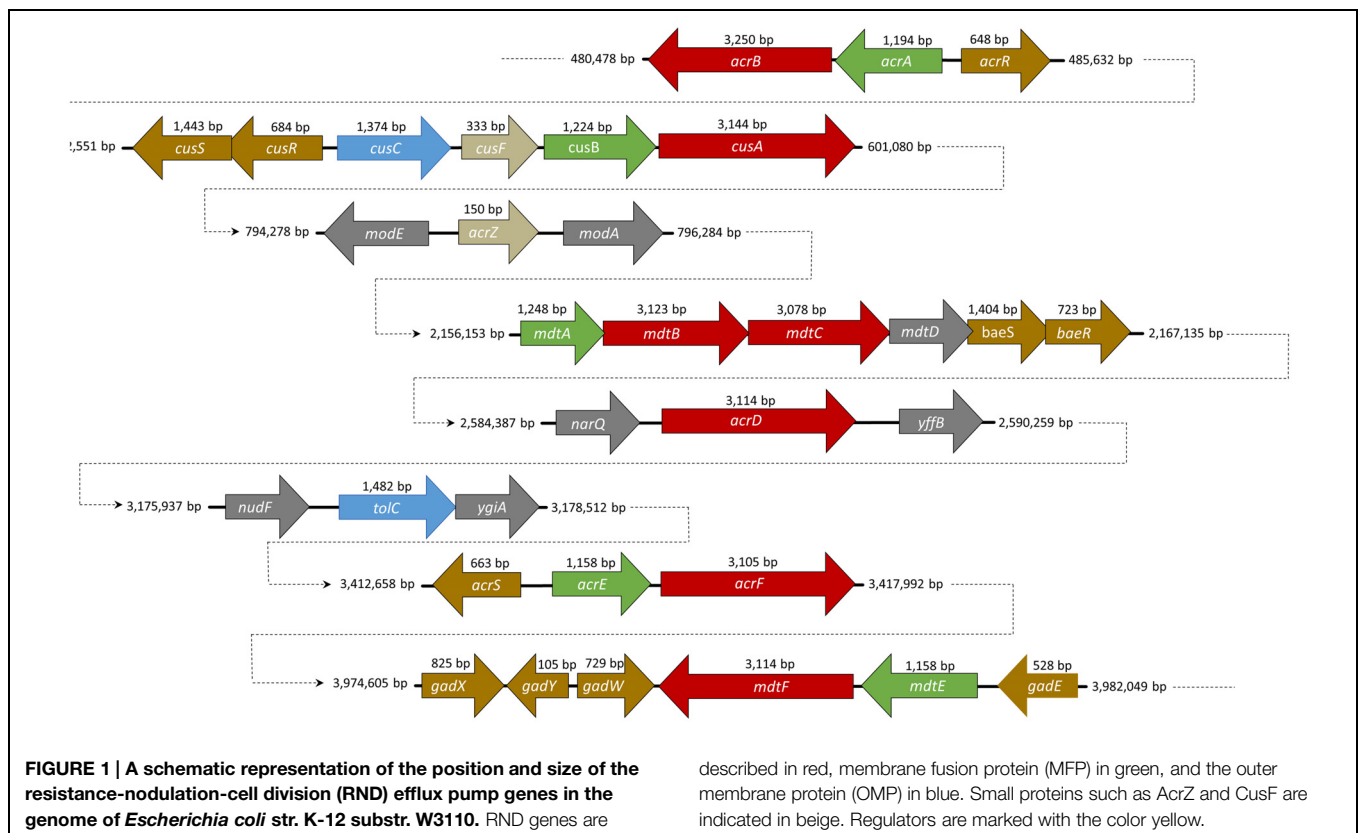 3,250 bp 1,194 bp 648 bp
480,478 bp acrB acrA acrR 485,632 bp
1,443 bp 684 bp 1,374 bp 333 bp 1,224 bp 3,144 bp
,551 bp cusS cusR cusC cusF cusB cusA 601,080 bp
150 bp
794,278 bp modE acrZ modA 796,284 bp
1,248 bp 3,123 bp 3,078 bp 1,404 bp 723 bp
2,156,153 bp mdtA mdtB mdtC mdtD baeS baeR 2,167,135 bp
3,114 bp
2,584,387 bp narQ acrD yffB 2,590,259 bp
1,482 bp
3,175,937 bp nudF tolC ygiA 3,178,512 bp
663 bp 1,158 bp 3,105 bp
3,412,658 bp acrS acrE acrF 3,417,992 bp
825 bp 105 bp 729 bp 3,114 bp 1,158 bp 528 bp
3,974,605 bp gadX gadY gadW mdtF mdtE gadE 3,982,049 bp
FIGURE 1 | A schematic representation of the position and size of the
resistance-nodulation-cell division (RND) efflux pump genes in the
genome of Escherichia coli str. K-12 substr. W3110. RND genes are
described in red, membrane fusion protein (MFP) in green, and the outer
membrane protein (OMP) in blue. Small proteins such as AcrZ and CusF are
indicated in beige. Regulators are marked with the color yellow.